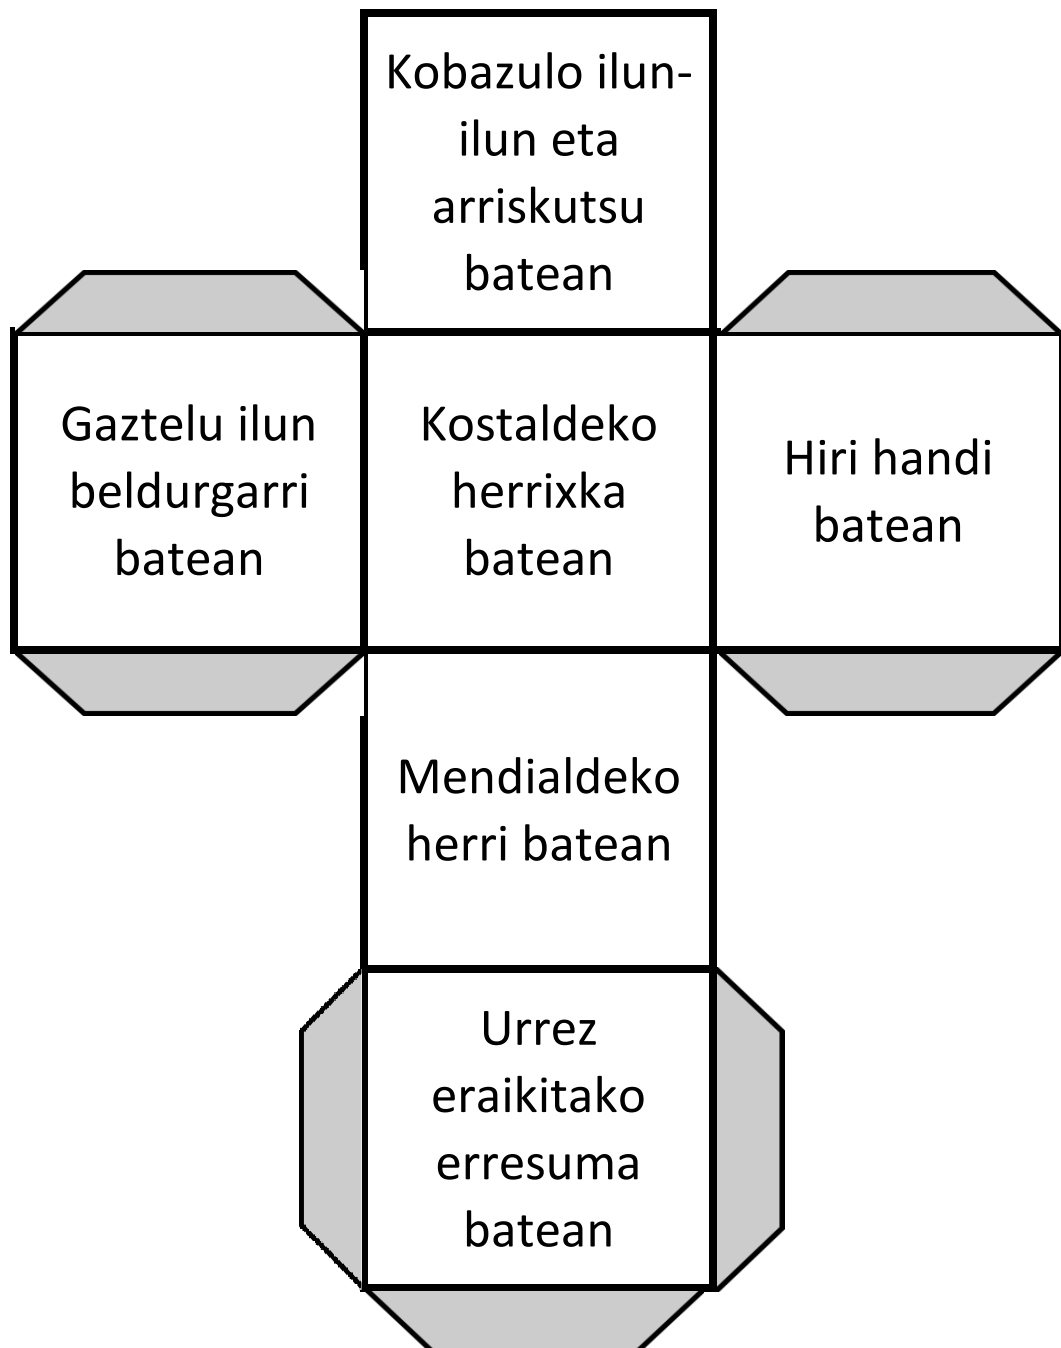 Kobazulo ilun-
ilun eta
arriskutsu
batean
Gaztelu ilun
beldurgarri
batean
Kostaldeko
herrixka
batean
Hiri handi
batean
Mendialdeko
herri batean
Urrez
eraikitako
erresuma
batean